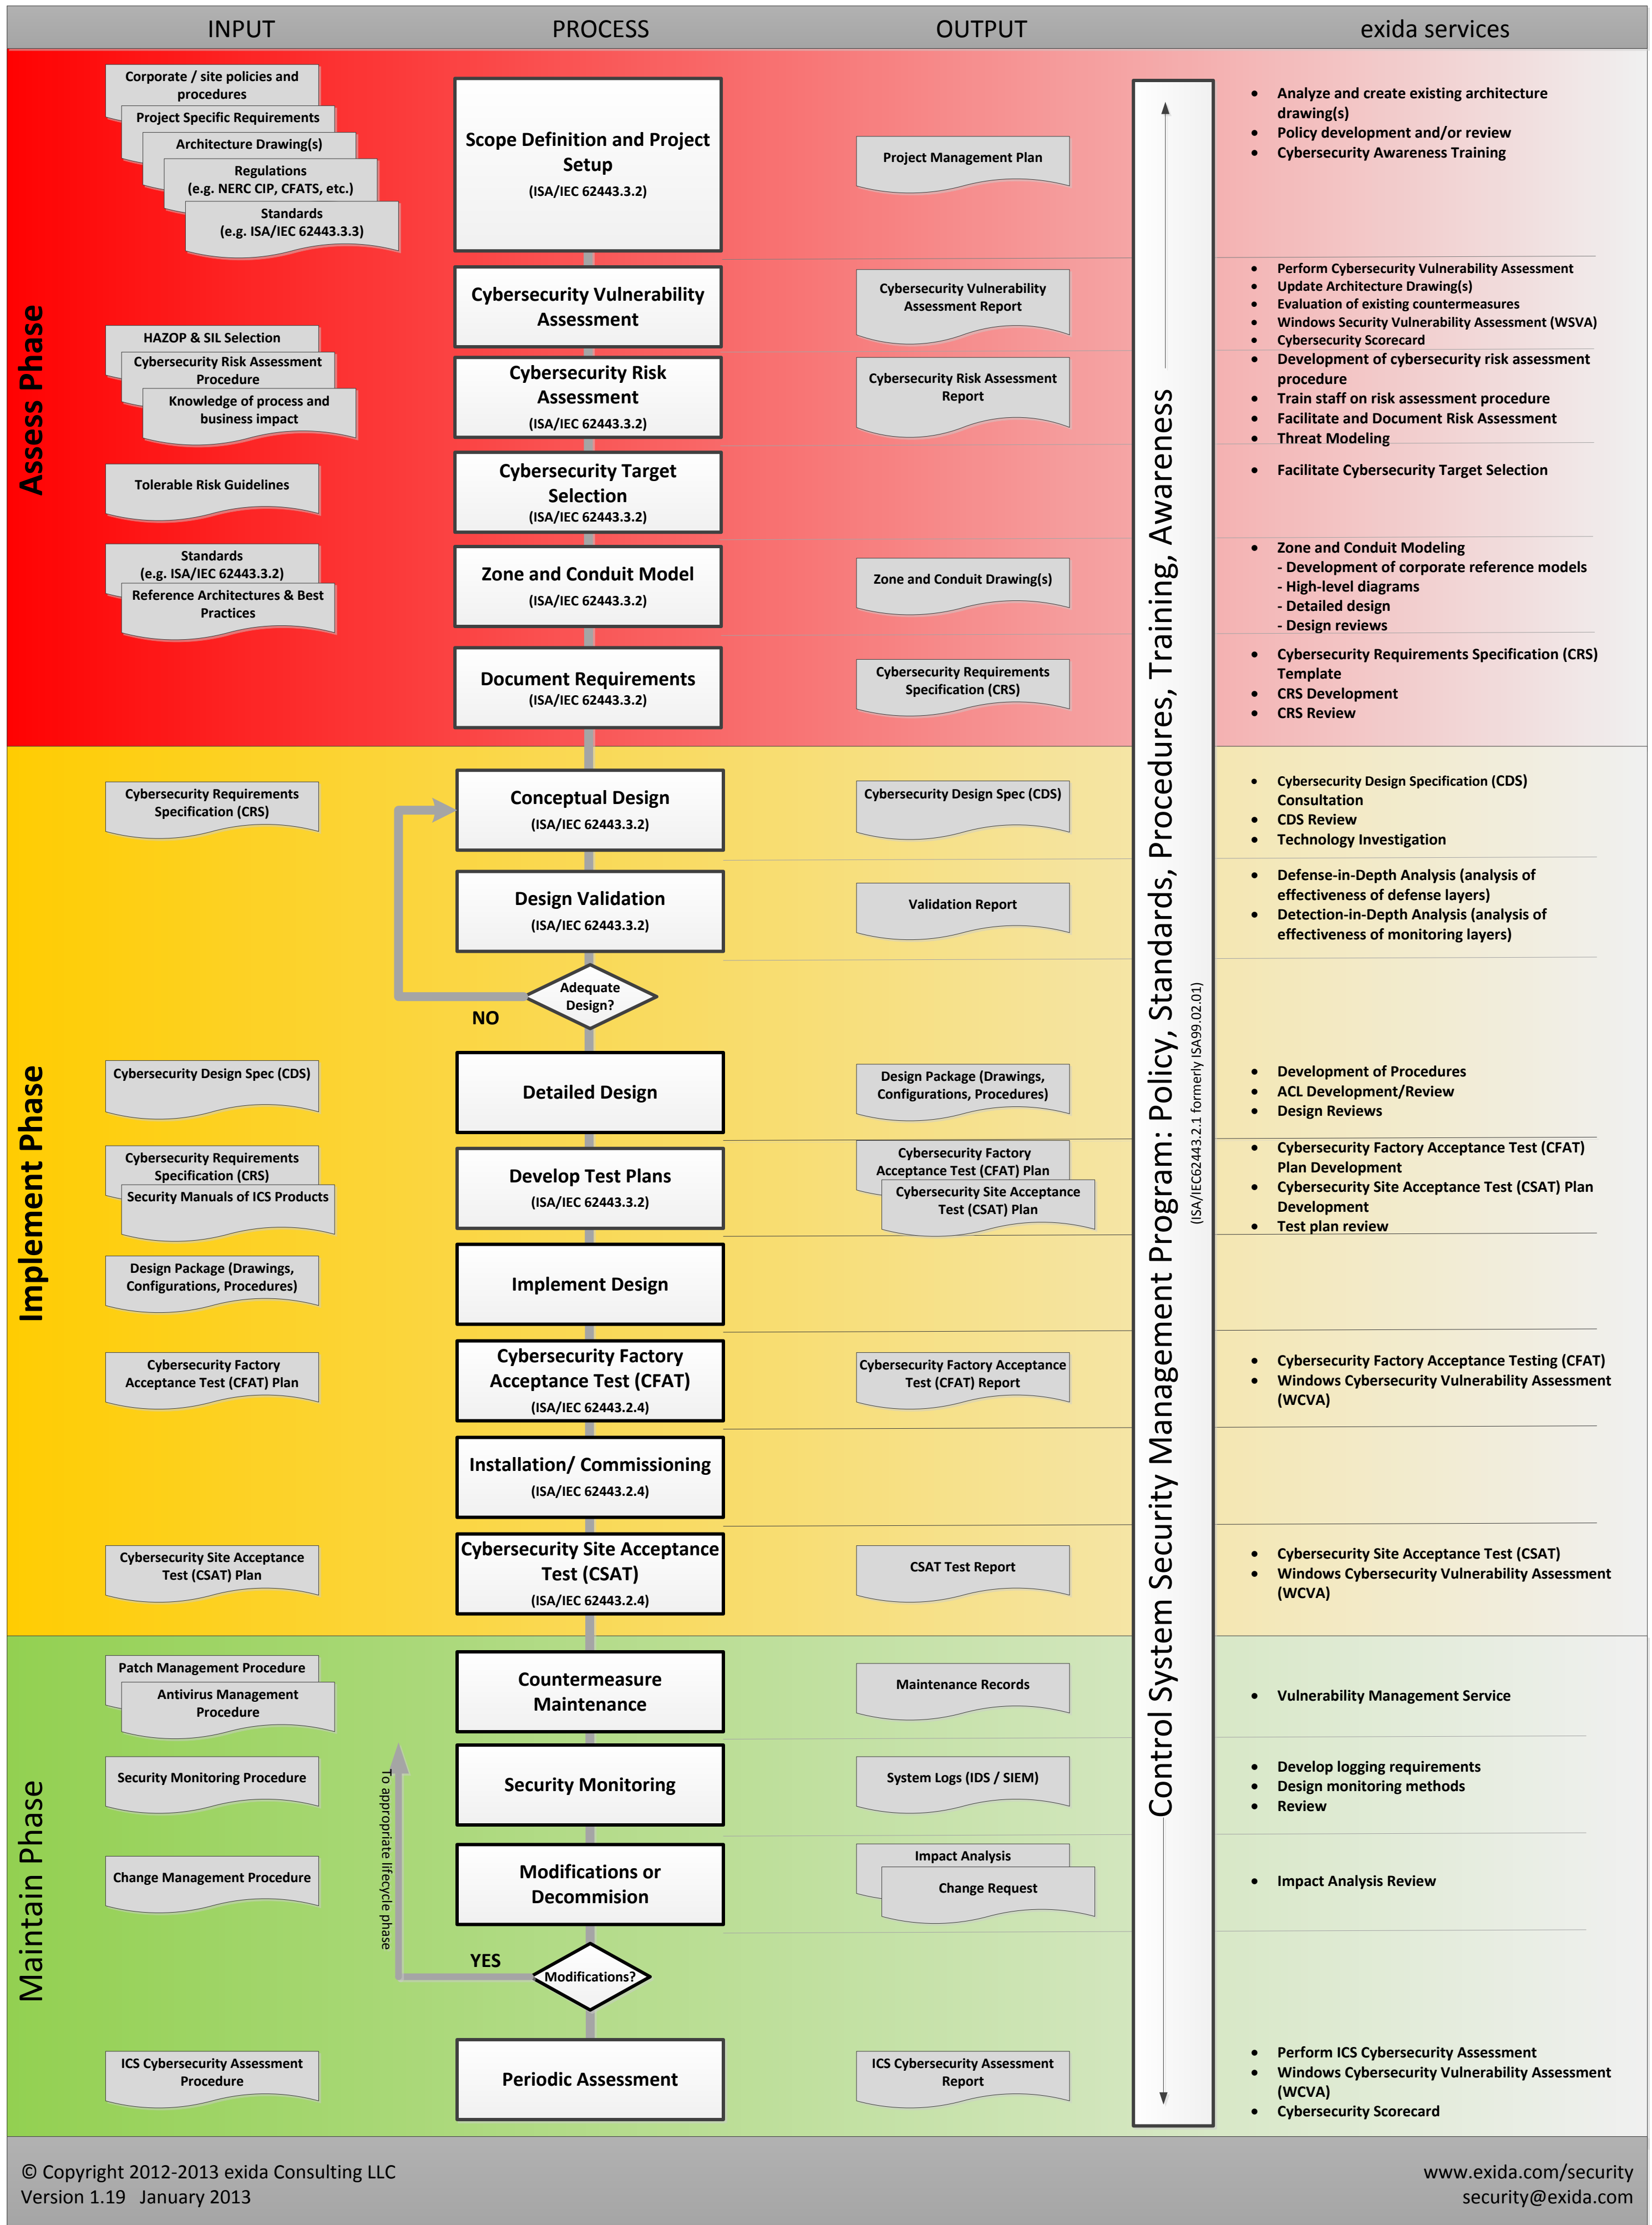 INPUT
PROCESS
OUTPUT
exida services
Assess Phase
Corporate / site policies and
procedures
Project Specific Requirements
Architecture Drawing(s)
Regulations
(e.g. NERC CIP, CFATS, etc.)
Standards
(e.g. ISA/IEC 62443.3.3)
Scope Definition and Project
Setup
(ISA/IEC 62443.3.2)
Project Management Plan
• Analyze and create existing architecture
drawing(s)
• Policy development and/or review
• Cybersecurity Awareness Training
Cybersecurity Vulnerability
Assessment
Cybersecurity Vulnerability
Assessment Report
• Perform Cybersecurity Vulnerability Assessment
• Update Architecture Drawing(s)
• Evaluation of existing countermeasures
• Windows Security Vulnerability Assessment (WSVA)
• Cybersecurity Scorecard
HAZOP & SIL Selection
Cybersecurity Risk Assessment
Procedure
Knowledge of process and
business impact
Cybersecurity Risk
Assessment
(ISA/IEC 62443.3.2)
Cybersecurity Risk Assessment
Report
• Development of cybersecurity risk assessment
procedure
• Train staff on risk assessment procedure
• Facilitate and Document Risk Assessment
• Threat Modeling
Tolerable Risk Guidelines
Cybersecurity Target
Selection
(ISA/IEC 62443.3.2)
• Facilitate Cybersecurity Target Selection
Standards
(e.g. ISA/IEC 62443.3.2)
Reference Architectures & Best
Practices
Zone and Conduit Model
(ISA/IEC 62443.3.2)
Zone and Conduit Drawing(s)
• Zone and Conduit Modeling
- Development of corporate reference models
- High-level diagrams
- Detailed design
- Design reviews
Document Requirements
(ISA/IEC 62443.3.2)
Cybersecurity Requirements
Specification (CRS)
• Cybersecurity Requirements Specification (CRS)
Template
• CRS Development
• CRS Review
Control System Security Management Program: Policy, Standards, Procedures, Training, Awareness
(ISA/IEC62443.2.1 formerly ISA99.02.01)
Implement Phase
Cybersecurity Requirements
Specification (CRS)
Conceptual Design
(ISA/IEC 62443.3.2)
Cybersecurity Design Spec (CDS)
• Cybersecurity Design Specification (CDS)
Consultation
• CDS Review
• Technology Investigation
Design Validation
(ISA/IEC 62443.3.2)
Validation Report
• Defense-in-Depth Analysis (analysis of
effectiveness of defense layers)
• Detection-in-Depth Analysis (analysis of
effectiveness of monitoring layers)
Adequate
Design?
NO
Cybersecurity Design Spec (CDS)
Detailed Design
Design Package (Drawings,
Configurations, Procedures)
• Development of Procedures
• ACL Development/Review
• Design Reviews
Cybersecurity Requirements
Specification (CRS)
Security Manuals of ICS Products
Develop Test Plans
(ISA/IEC 62443.3.2)
Cybersecurity Factory
Acceptance Test (CFAT) Plan
Cybersecurity Site Acceptance
Test (CSAT) Plan
• Cybersecurity Factory Acceptance Test (CFAT)
Plan Development
• Cybersecurity Site Acceptance Test (CSAT) Plan
Development
• Test plan review
Design Package (Drawings,
Configurations, Procedures)
Implement Design
Cybersecurity Factory
Acceptance Test (CFAT) Plan
Cybersecurity Factory
Acceptance Test (CFAT)
(ISA/IEC 62443.2.4)
Cybersecurity Factory Acceptance
Test (CFAT) Report
• Cybersecurity Factory Acceptance Testing (CFAT)
• Windows Cybersecurity Vulnerability Assessment
(WCVA)
Installation/ Commissioning
(ISA/IEC 62443.2.4)
Cybersecurity Site Acceptance
Test (CSAT) Plan
Cybersecurity Site Acceptance
Test (CSAT)
(ISA/IEC 62443.2.4)
CSAT Test Report
• Cybersecurity Site Acceptance Test (CSAT)
• Windows Cybersecurity Vulnerability Assessment
(WCVA)
Maintain Phase
Patch Management Procedure
Antivirus Management
Procedure
Countermeasure
Maintenance
Maintenance Records
• Vulnerability Management Service
Security Monitoring Procedure
To appropriate lifecycle phase
Security Monitoring
System Logs (IDS / SIEM)
• Develop logging requirements
• Design monitoring methods
• Review
Change Management Procedure
Modifications or
Decommision
Impact Analysis
Change Request
• Impact Analysis Review
YES
Modifications?
ICS Cybersecurity Assessment
Procedure
Periodic Assessment
ICS Cybersecurity Assessment
Report
• Perform ICS Cybersecurity Assessment
• Windows Cybersecurity Vulnerability Assessment
(WCVA)
• Cybersecurity Scorecard
© Copyright 2012-2013 exida Consulting LLC
Version 1.19 January 2013
www.exida.com/security
security@exida.com